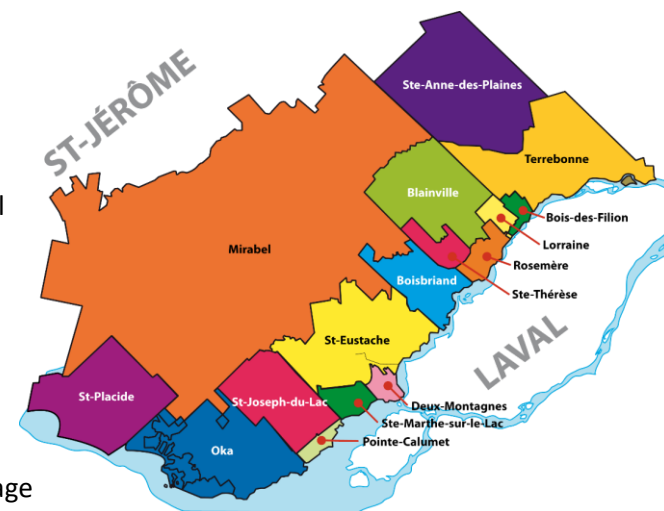 ST-JÉRÔME
Ste-Anne-des-Plaines
Terrebonne
Blainville
Bois-des-Filion
Mirabel
Lorraine
Rosemère
Boisbriand
Ste-Thérèse
St-Eustache
LAVAL
St-Placide
St-Joseph-du-Lac
Deux-Montagnes
Ste-Marthe-sur-le-Lac
Oka
Pointe-Calumet